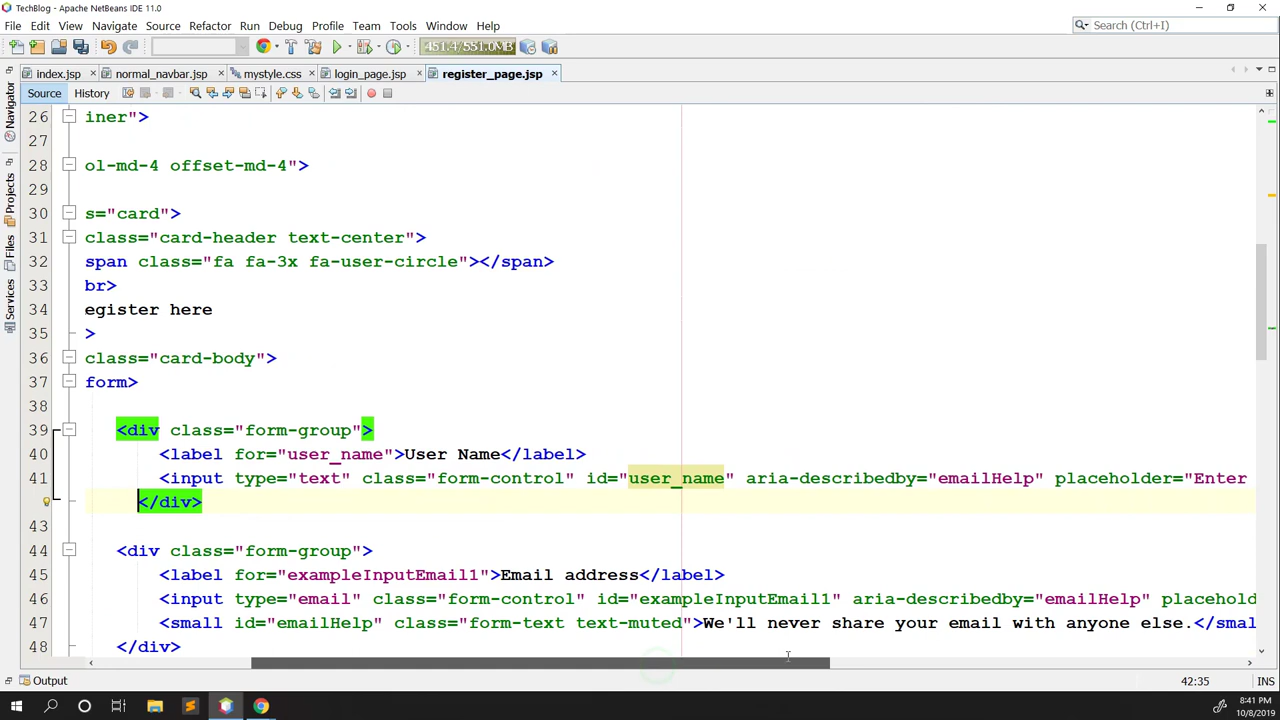 TechBlog - Apache NetBeans IDE 11.0
File Edit Navigate Source Refactor Run Debug Profile Team Tools Window Help
Search (Ctrl+I)
451.4/551.0MB
index.jsp normal_navbar.jsp mystyle.css login_page.jsp register_page.jsp
Source History
Navigator
Projects
Files
Services
26 iner">
27
28 ol-md-4 offset-md-4">
29
30 s="card">
31 class="card-header text-center">
32 span class="fa fa-3x fa-user-circle"></span>
33 br>
34 egister here
35 >
36 class="card-body">
37 form>
38
39 <div class="form-group">
40 <label for="user_name">User Name</label>
41 <input type="text" class="form-control" id="user_name" aria-describedby="emailHelp" placeholder="Enter
</div>
43
44 <div class="form-group">
45 <label for="exampleInputEmail1">Email address</label>
46 <input type="email" class="form-control" id="exampleInputEmail1" aria-describedby="emailHelp" placehold
47 <small id="emailHelp" class="form-text text-muted">We'll never share your email with anyone else.</smal
48 </div>
Output
42:35 INS
8:41 PM
10/8/2019